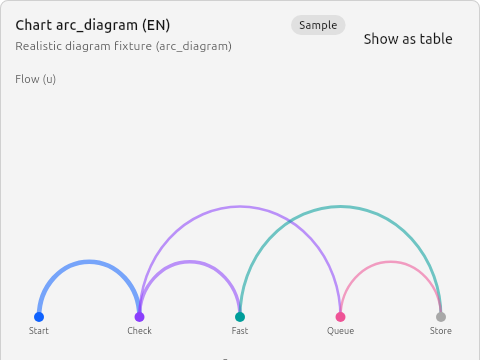 Chart arc_diagram (EN)
Sample
Show as table
Realistic diagram fixture (arc_diagram)
Flow (u)
Start
Check
Fast
Queue
Store